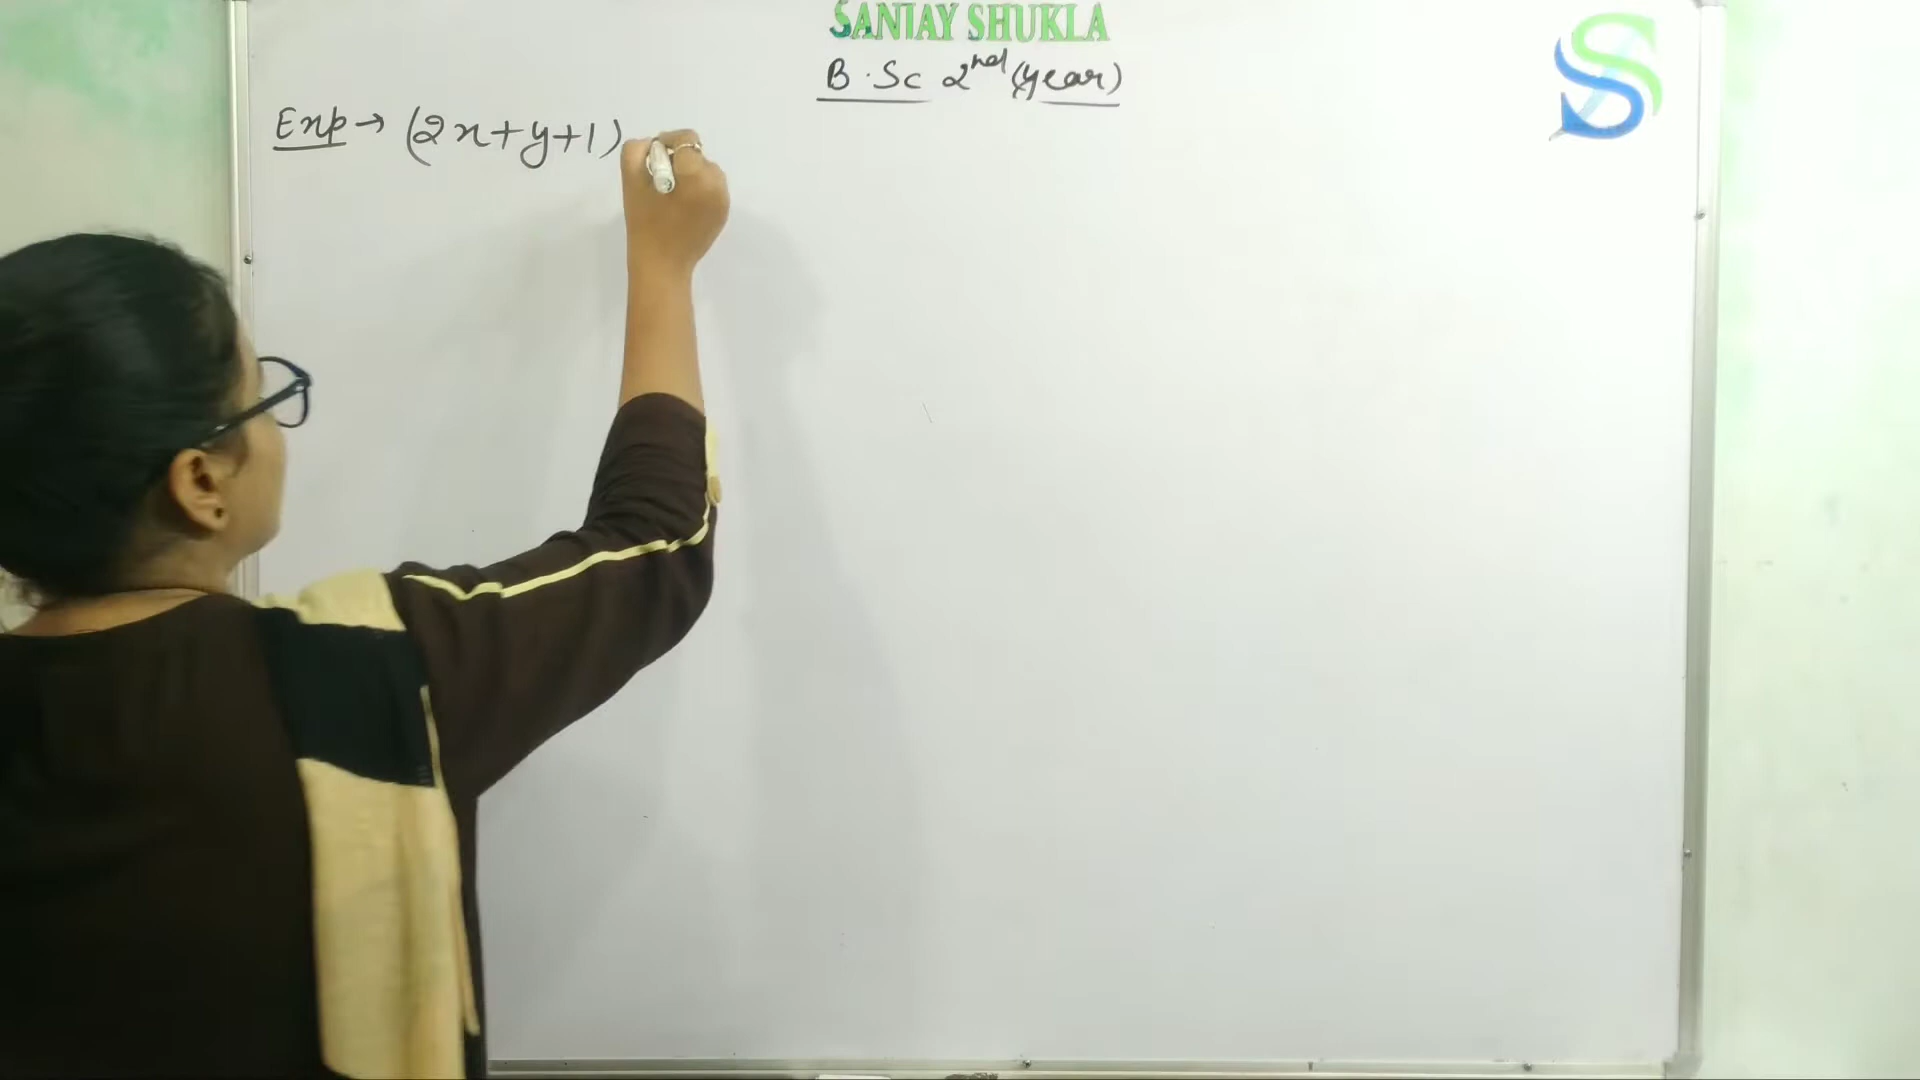 SANJAY SHUKLA
B.Sc 2nd (year)
Exp → (2x+y+1)